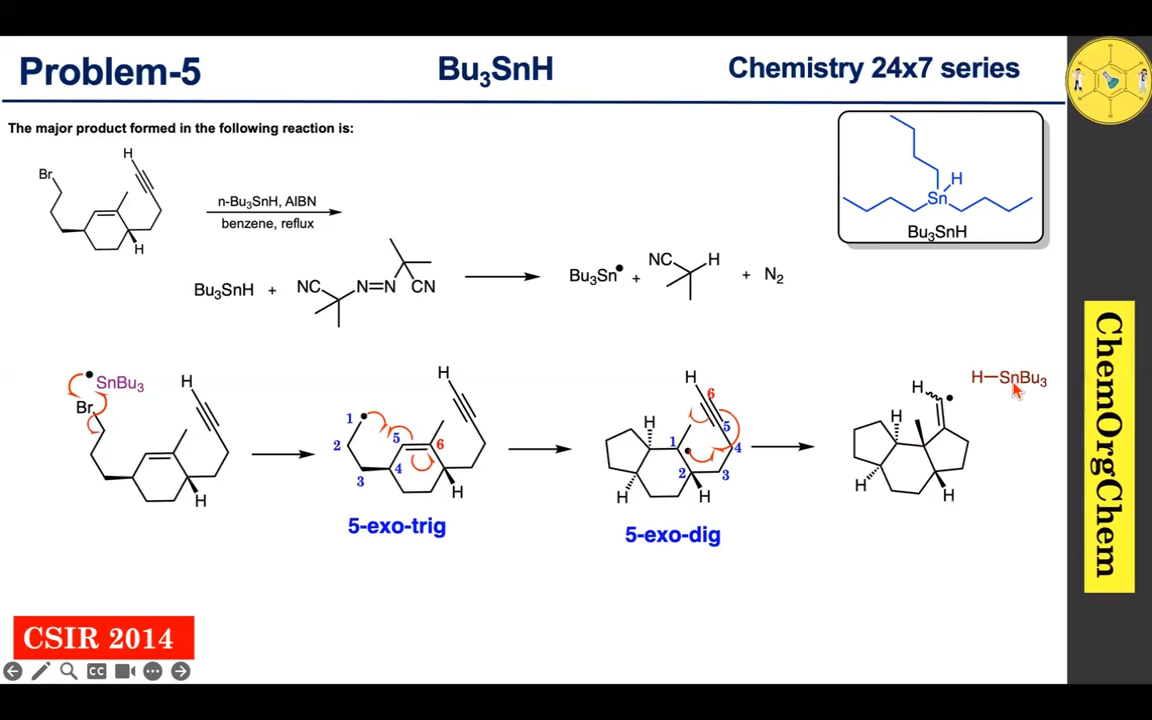 Problem-5
Bu₃SnH
Chemistry 24x7 series
The major product formed in the following reaction is:
Br
H
H
n-Bu₃SnH, AIBN
benzene, reflux
H
Sn
Bu₃SnH
Bu₃SnH + NC N=N CN
Bu₃Sn• + NC H + N₂
•SnBu₃
Br
H
H
H
1
2
3
4
5
6
H
5-exo-trig
H
6
5
4
3
2
1
H
H
H
5-exo-dig
H
H
H
H
H–SnBu₃
CSIR 2014
CC
ChemOrgChem
H
H
H
H
H
H